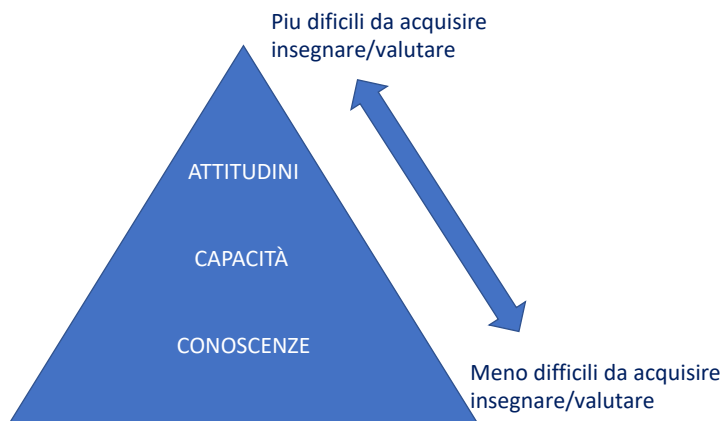 Piu dificili da acquisire
insegnare/valutare
ATTITUDINI
CAPACITÀ
CONOSCENZE
Meno difficili da acquisire
insegnare/valutare